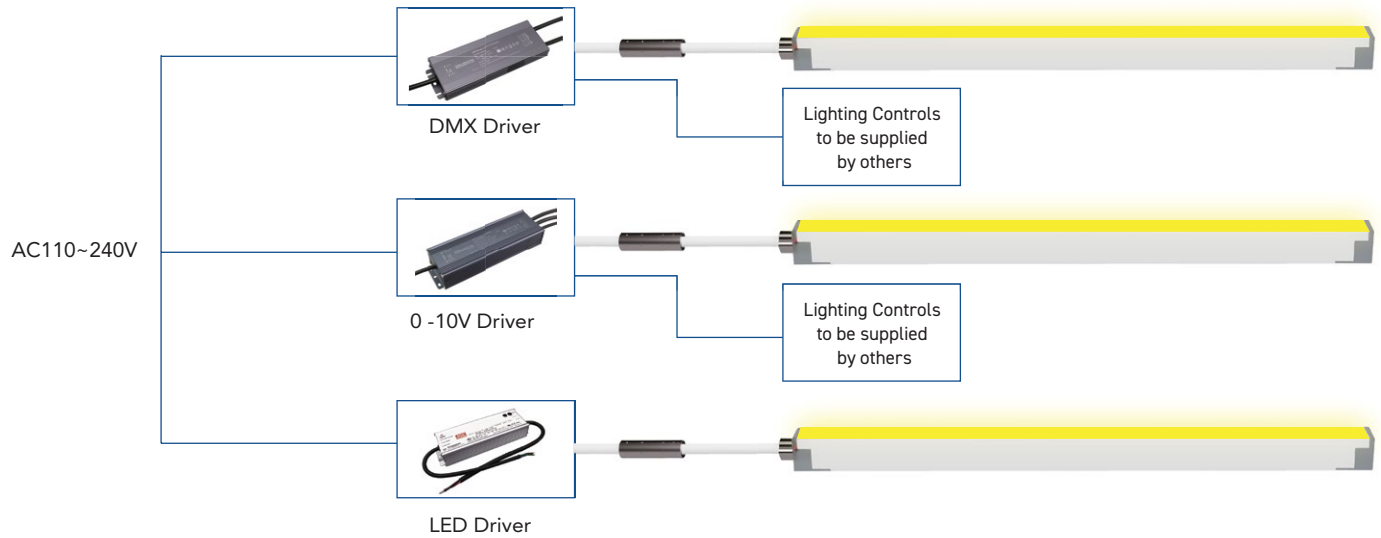 DMX Driver
Lighting Controls
to be supplied
by others
AC110~240V
0 -10V Driver
Lighting Controls
to be supplied
by others
LED Driver